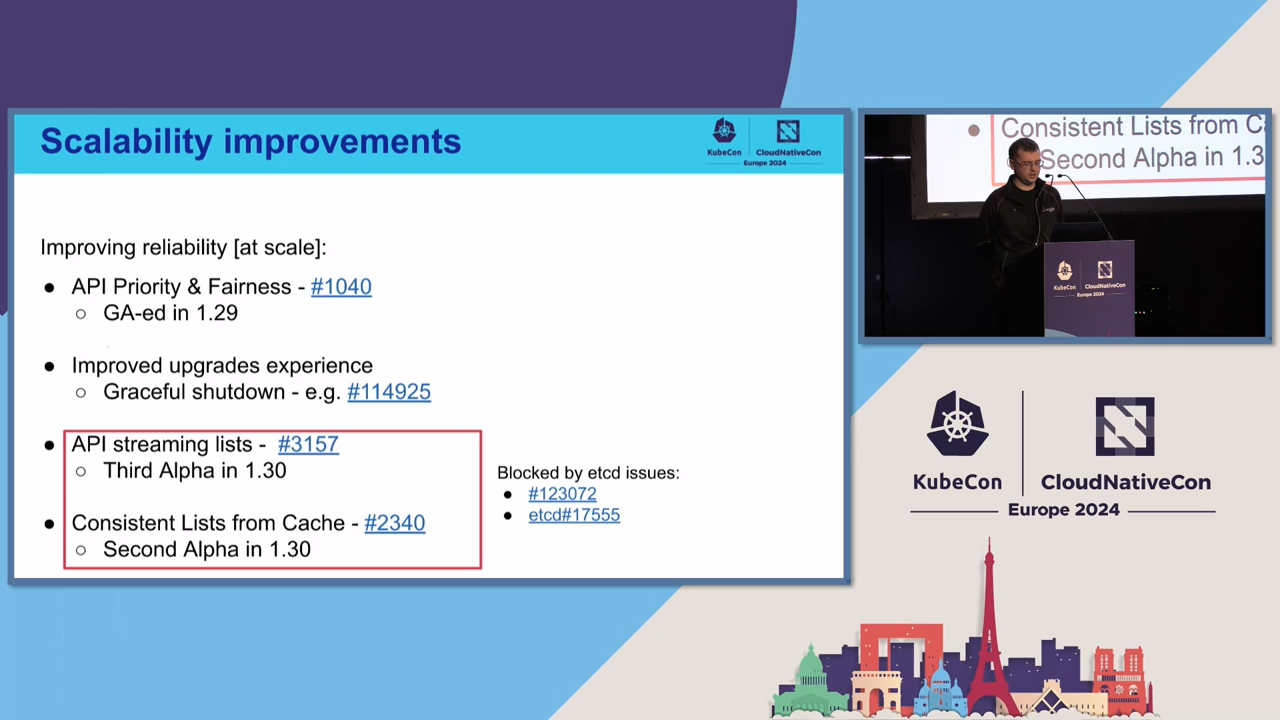 Scalability improvements
KubeCon
CloudNativeCon
Europe 2024
Improving reliability [at scale]:
● API Priority & Fairness - #1040
○ GA-ed in 1.29
● Improved upgrades experience
○ Graceful shutdown - e.g. #114925
● API streaming lists - #3157
○ Third Alpha in 1.30
● Consistent Lists from Cache - #2340
○ Second Alpha in 1.30
Blocked by etcd issues:
● #123072
● etcd#17555
● Consistent Lists from C
Second Alpha in 1.3
KubeCon
CloudNativeCon
Europe 2024
KubeCon
CloudNativeCon
Europe 2024